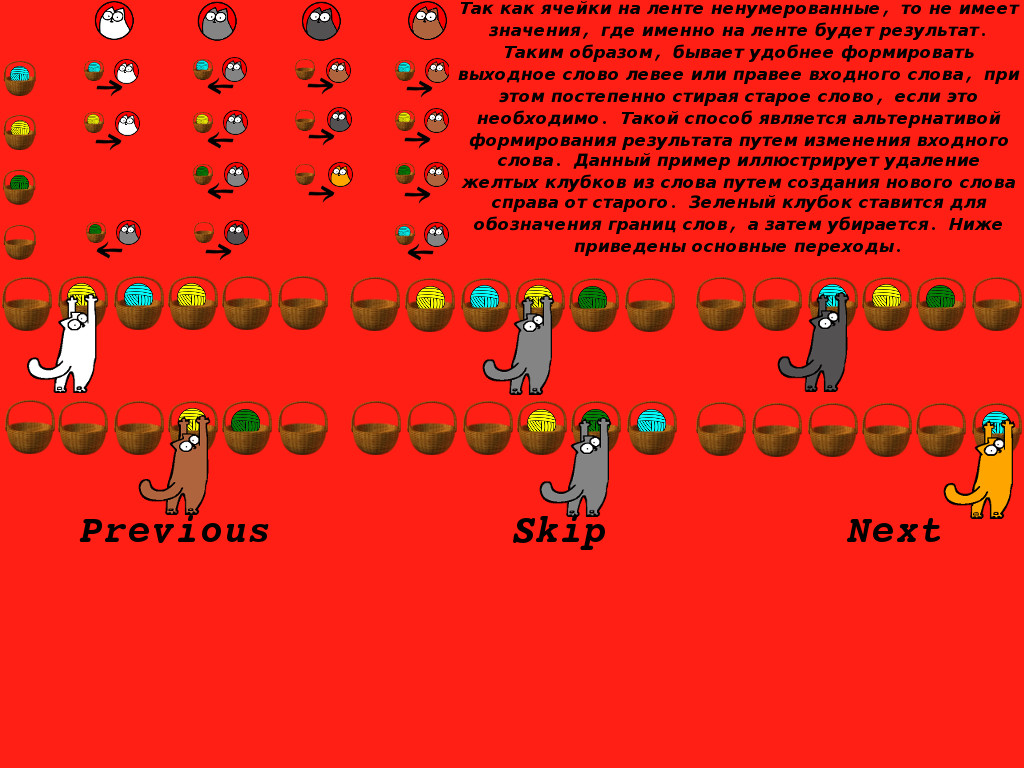 Так как ячейки на ленте ненумерованные, то не имеет
значения, где именно на ленте будет результат.
Таким образом, бывает удобнее формировать
выходное слово левее или правее входного слова, при
этом постепенно стирая старое слово, если это
необходимо. Такой способ является альтернативой
формирования результата путем изменения входного
слова. Данный пример иллюстрирует удаление
желтых клубков из слова путем создания нового слова
справа от старого. Зеленый клубок ставится для
обозначения границ слов, а затем убирается. Ниже
приведены основные переходы.
Previous
Skip
Next